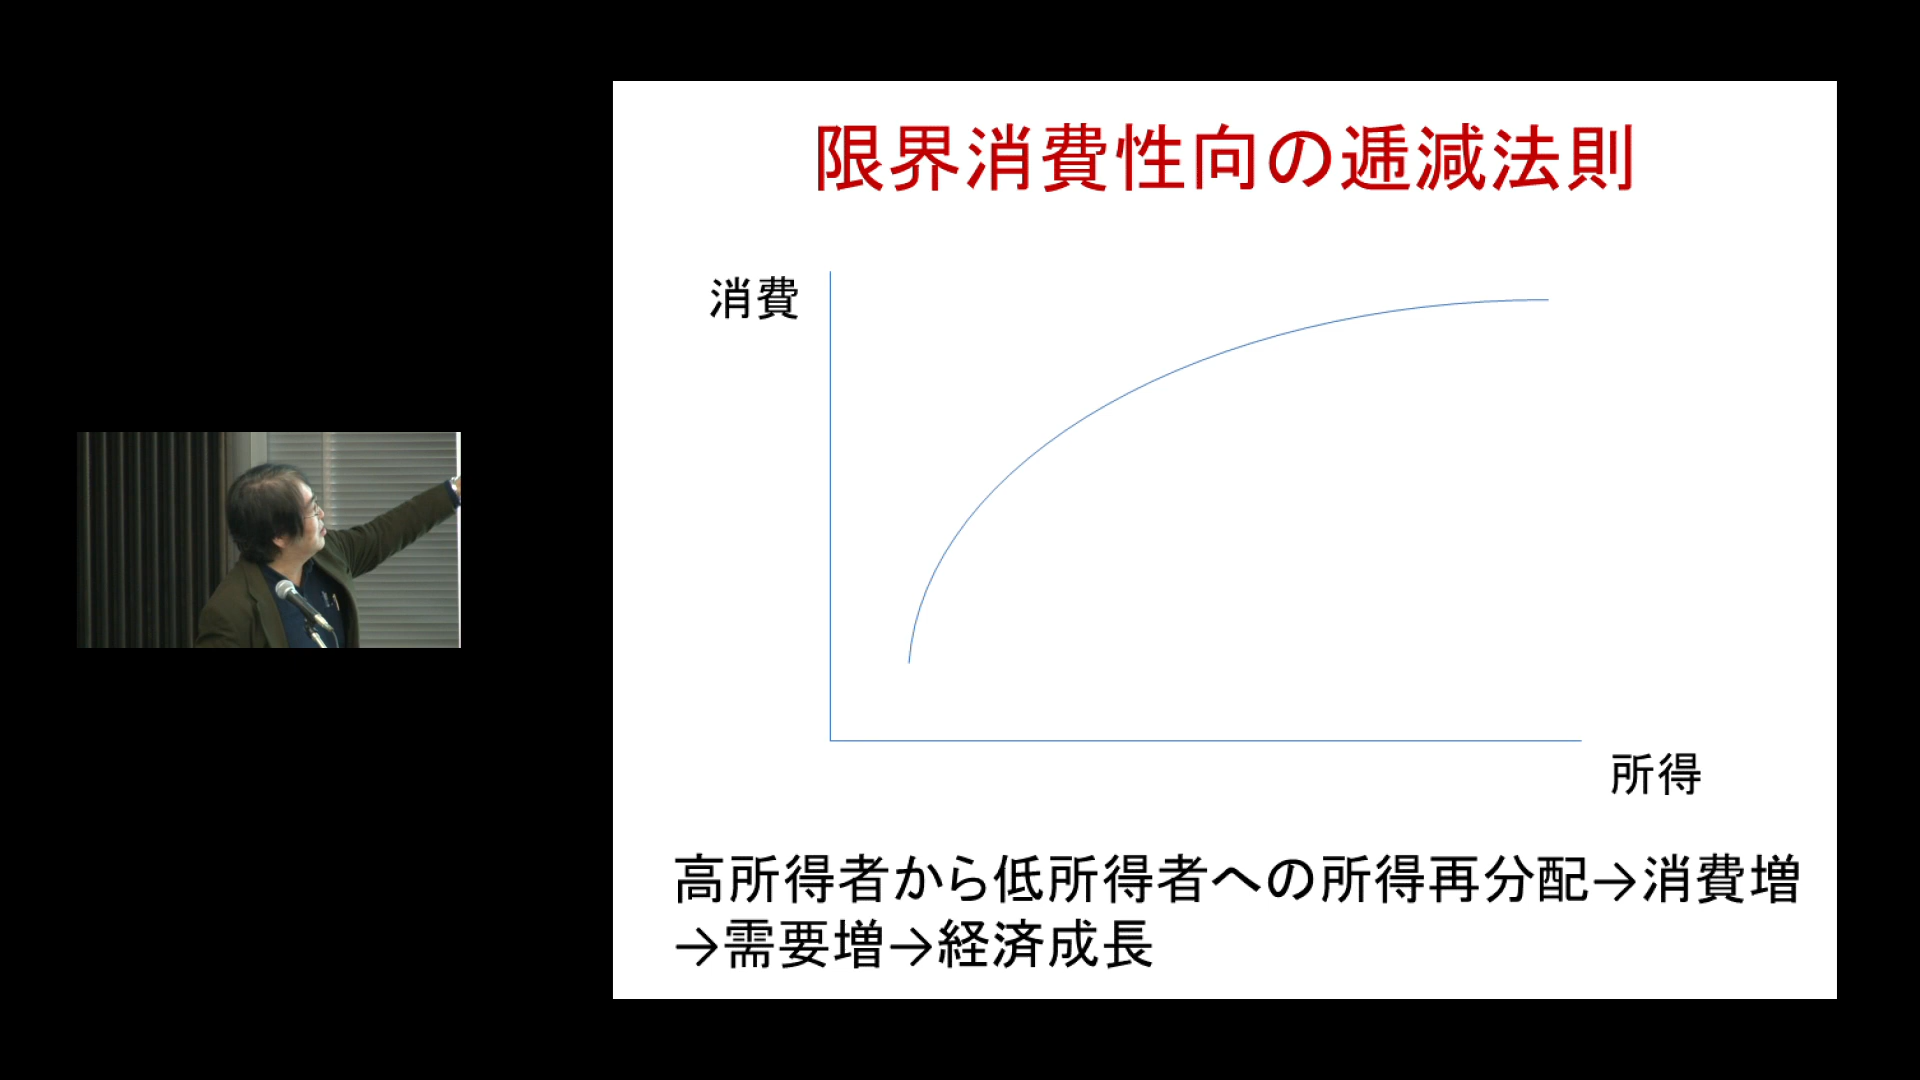 限界消費性向の逓減法則
消費
所得
高所得者から低所得者への所得再分配→消費増
→需要増→経済成長